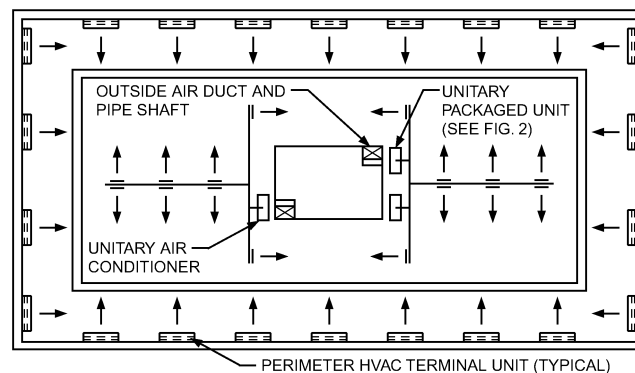 OUTSIDE AIR DUCT AND
PIPE SHAFT
UNITARY
PACKAGED UNIT
(SEE FIG. 2)
UNITARY AIR
CONDITIONER
PERIMETER HVAC TERMINAL UNIT (TYPICAL)